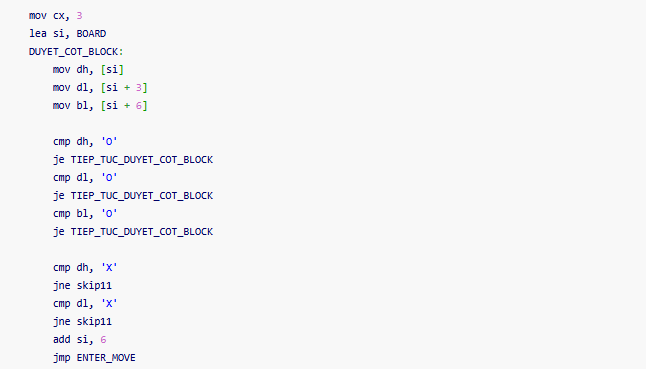 mov cx, 3
lea si, BOARD
DUYET_COT_BLOCK:
mov dh, [si]
mov dl, [si + 3]
mov bl, [si + 6]
cmp dh, 'O'
je TIEP_TUC_DUYET_COT_BLOCK
cmp dl, 'O'
je TIEP_TUC_DUYET_COT_BLOCK
cmp bl, 'O'
je TIEP_TUC_DUYET_COT_BLOCK
cmp dh, 'X'
jne skip11
cmp dl, 'X'
jne skip11
add si, 6
jmp ENTER_MOVE